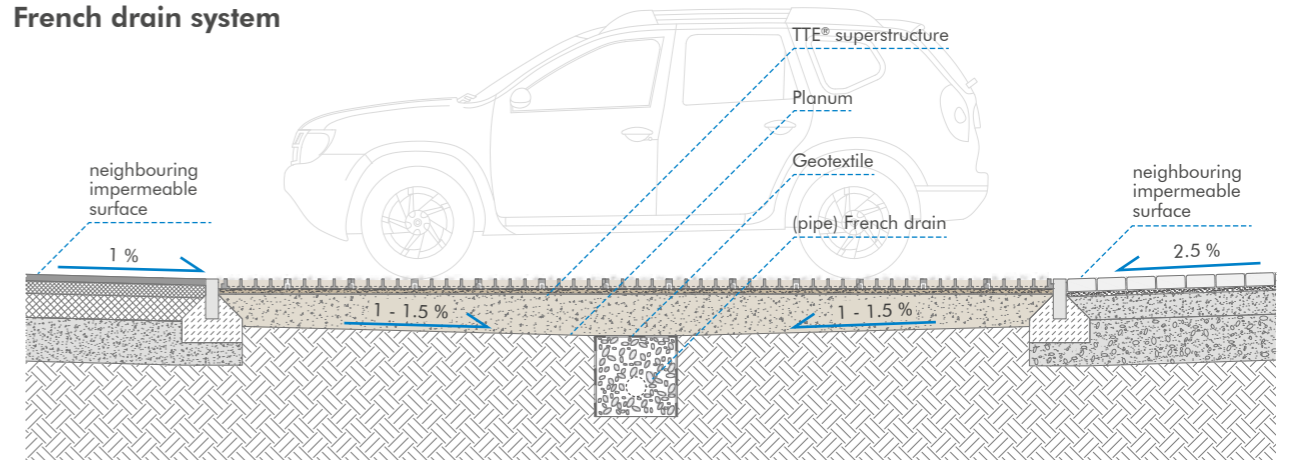 French drain system
TTE® superstructure
Planum
Geotextile
(pipe) French drain
neighbouring
impermeable
surface
1 %
neighbouring
impermeable
surface
2.5 %
1 - 1.5 %
1 - 1.5 %